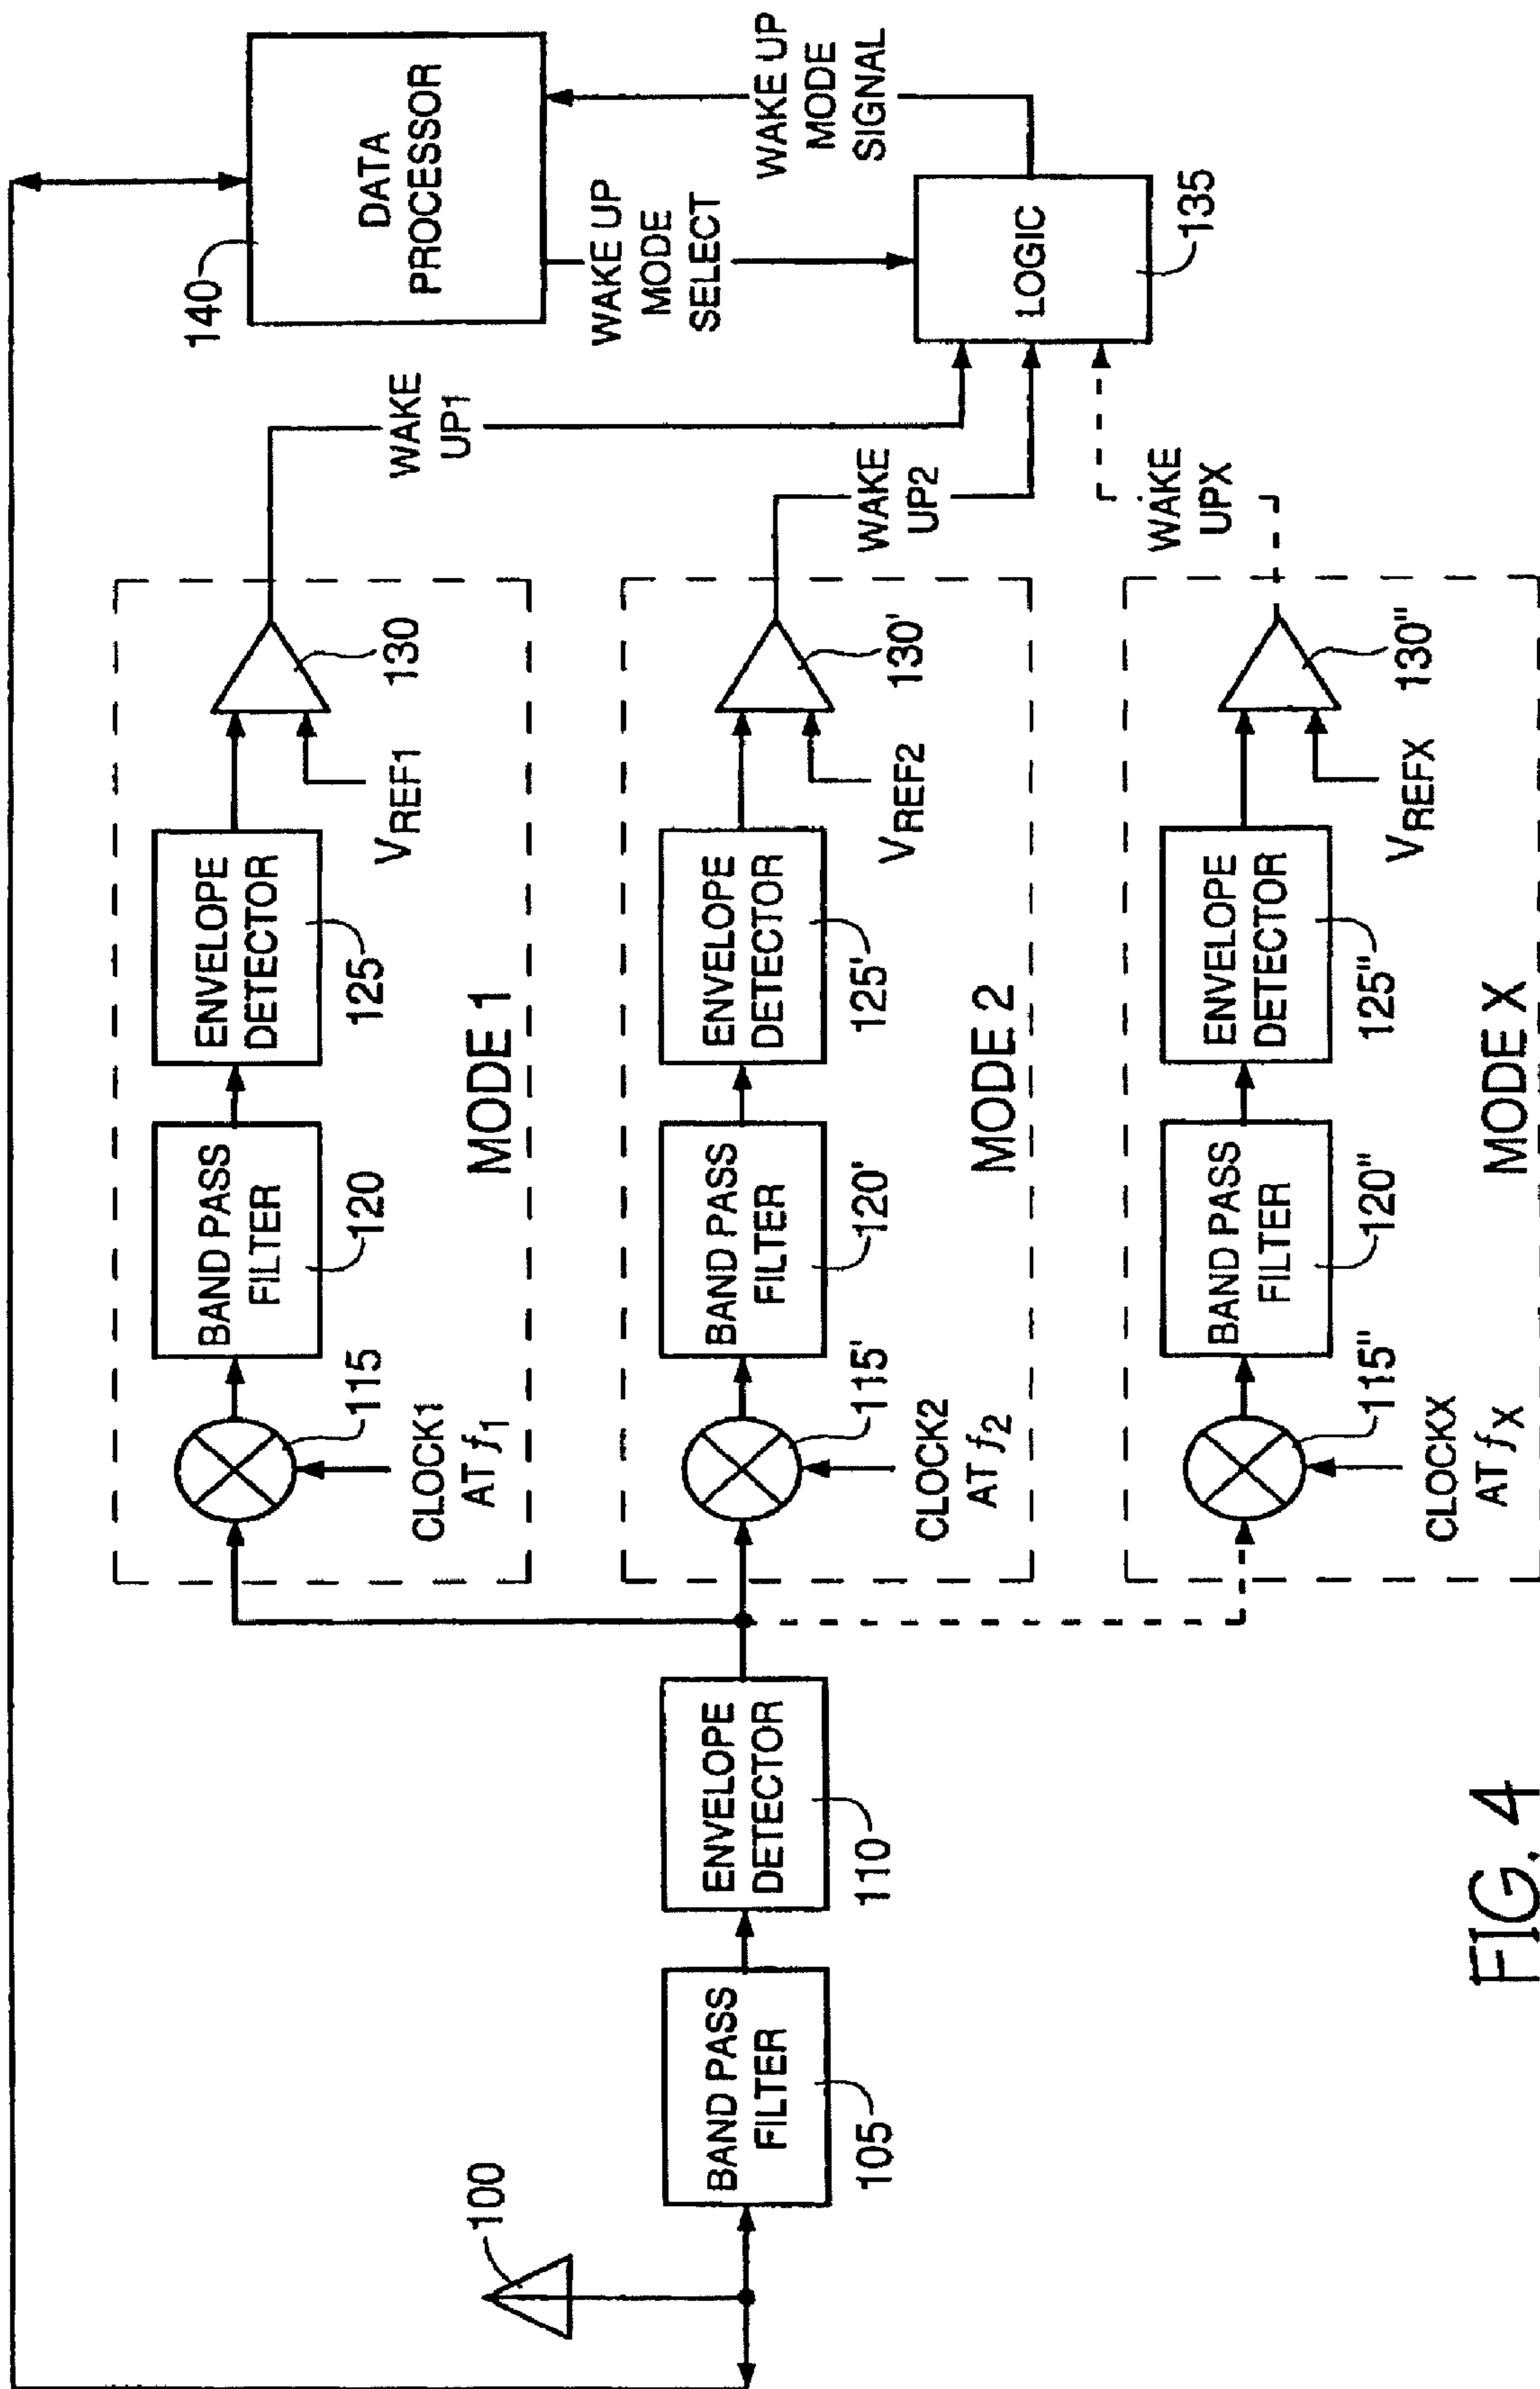 140
DATA
PROCESSOR
WAKE UP
MODE
SELECT
WAKE UP
MODE
SIGNAL
LOGIC
135
100
BAND PASS
FILTER
105
ENVELOPE
DETECTOR
110
115
CLOCK1
AT f1
BAND PASS
FILTER
120
ENVELOPE
DETECTOR
125
VREF1
130
MODE 1
WAKE
UP1
115'
CLOCK2
AT f2
BAND PASS
FILTER
120'
ENVELOPE
DETECTOR
125'
VREF2
130'
MODE 2
WAKE
UP2
115"
CLOCKX
AT fX
BAND PASS
FILTER
120"
ENVELOPE
DETECTOR
125"
VREFX
130"
MODE X
WAKE
UPX
FIG. 4